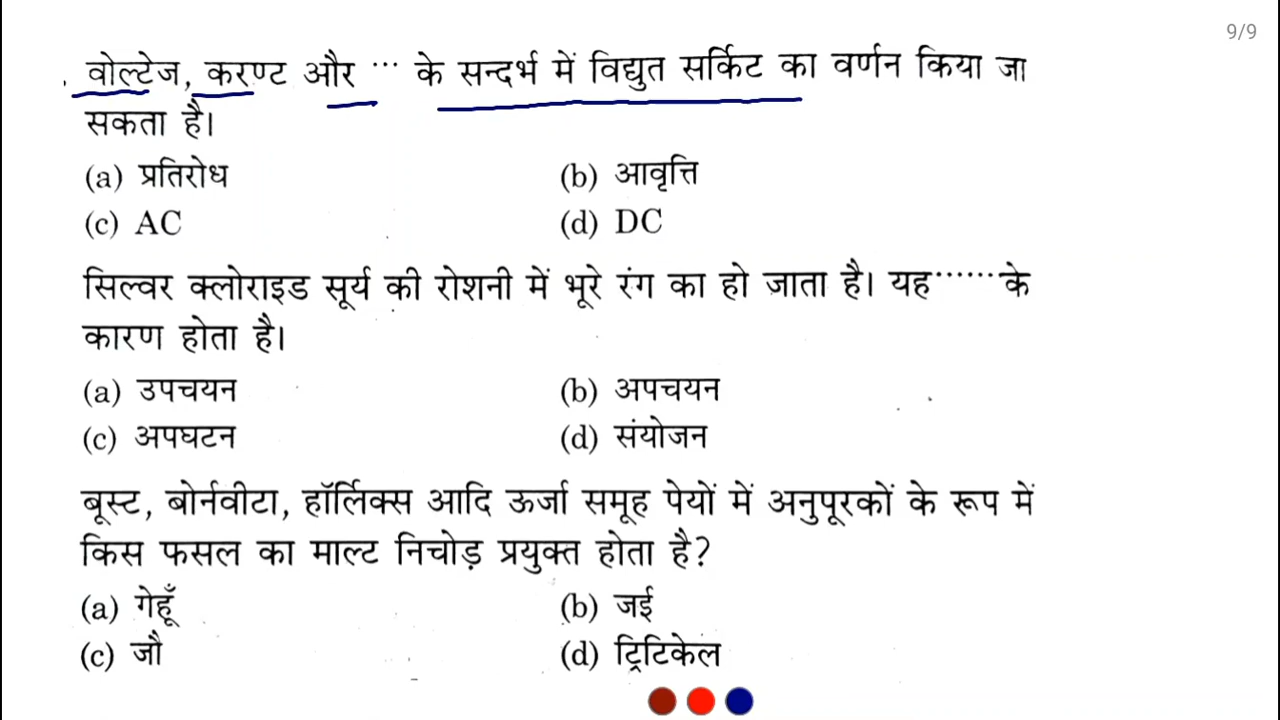 9/9
वोल्टेज, करण्ट और ... के सन्दर्भ में विद्युत सर्किट का वर्णन किया जा
सकता है।
(a) प्रतिरोध (b) आवृत्ति
(c) AC (d) DC
सिल्वर क्लोराइड सूर्य की रोशनी में भूरे रंग का हो जाता है। यह......के
कारण होता है।
(a) उपचयन (b) अपचयन
(c) अपघटन (d) संयोजन
बूस्ट, बोर्नवीटा, हॉर्लिक्स आदि ऊर्जा समूह पेयों में अनुपूरकों के रूप में
किस फसल का माल्ट निचोड़ प्रयुक्त होता है?
(a) गेहूँ (b) जई
(c) जौ (d) ट्रिटिकेल